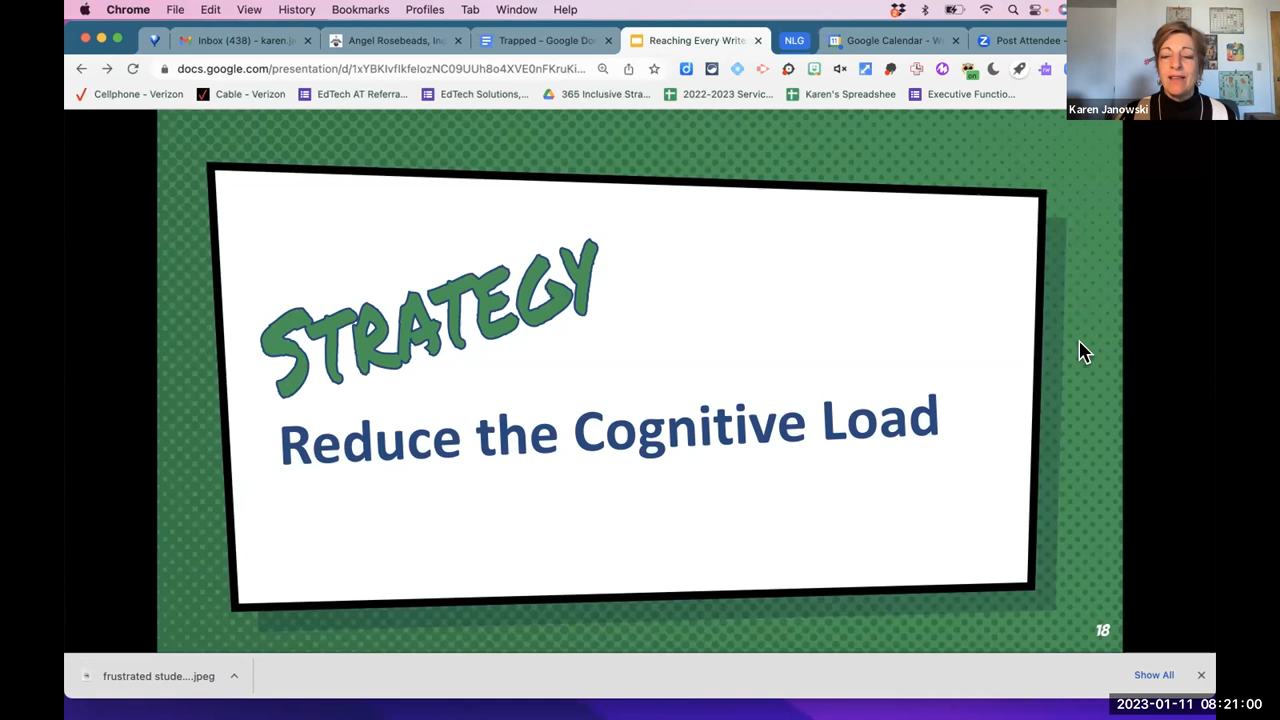 Chrome File Edit View History Bookmarks Profiles Tab Window Help
Inbox (438) - karen.j
Angel Rosebeads, In
Trapped - Google Do
Reaching Every Write
NLG
Google Calendar - W
Post Attendee -
docs.google.com/presentation/d/
on
Cellphone - Verizon
Cable - Verizon
EdTech AT Referra...
EdTech Solutions,...
365 Inclusive Stra...
2022-2023 Servic...
Karen's Spreadshee
Executive Functio...
Karen Janowski
STRATEGY
Reduce the Cognitive Load
18
frustrated stude....jpeg
Show All
2023-01-11 08:21:00